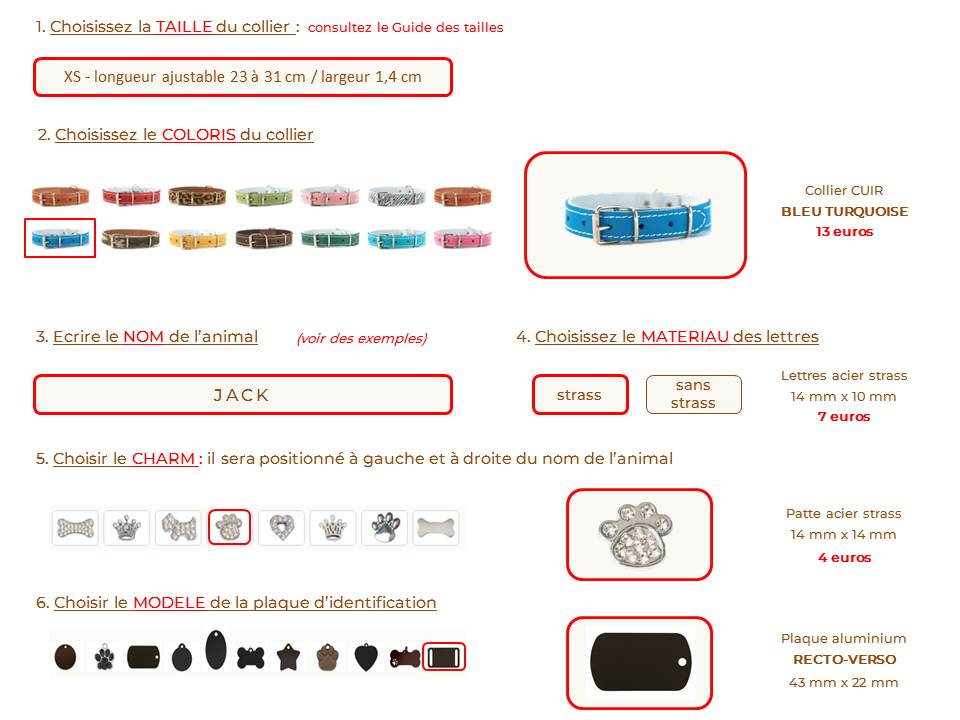 1. Choisissez la TAILLE du collier : consultez le Guide des tailles
XS - longueur ajustable 23 à 31 cm / largeur 1,4 cm
2. Choisissez le COLORIS du collier
Collier CUIR
BLEU TURQUOISE
13 euros
3. Ecrire le NOM de l’animal (voir des exemples)
JACK
4. Choisissez le MATERIAU des lettres
strass
sans
strass
Lettres acier strass
14 mm x 10 mm
7 euros
5. Choisir le CHARM : il sera positionné à gauche et à droite du nom de l’animal
Patte acier strass
14 mm x 14 mm
4 euros
6. Choisir le MODELE de la plaque d’identification
Plaque aluminium
RECTO-VERSO
43 mm x 22 mm